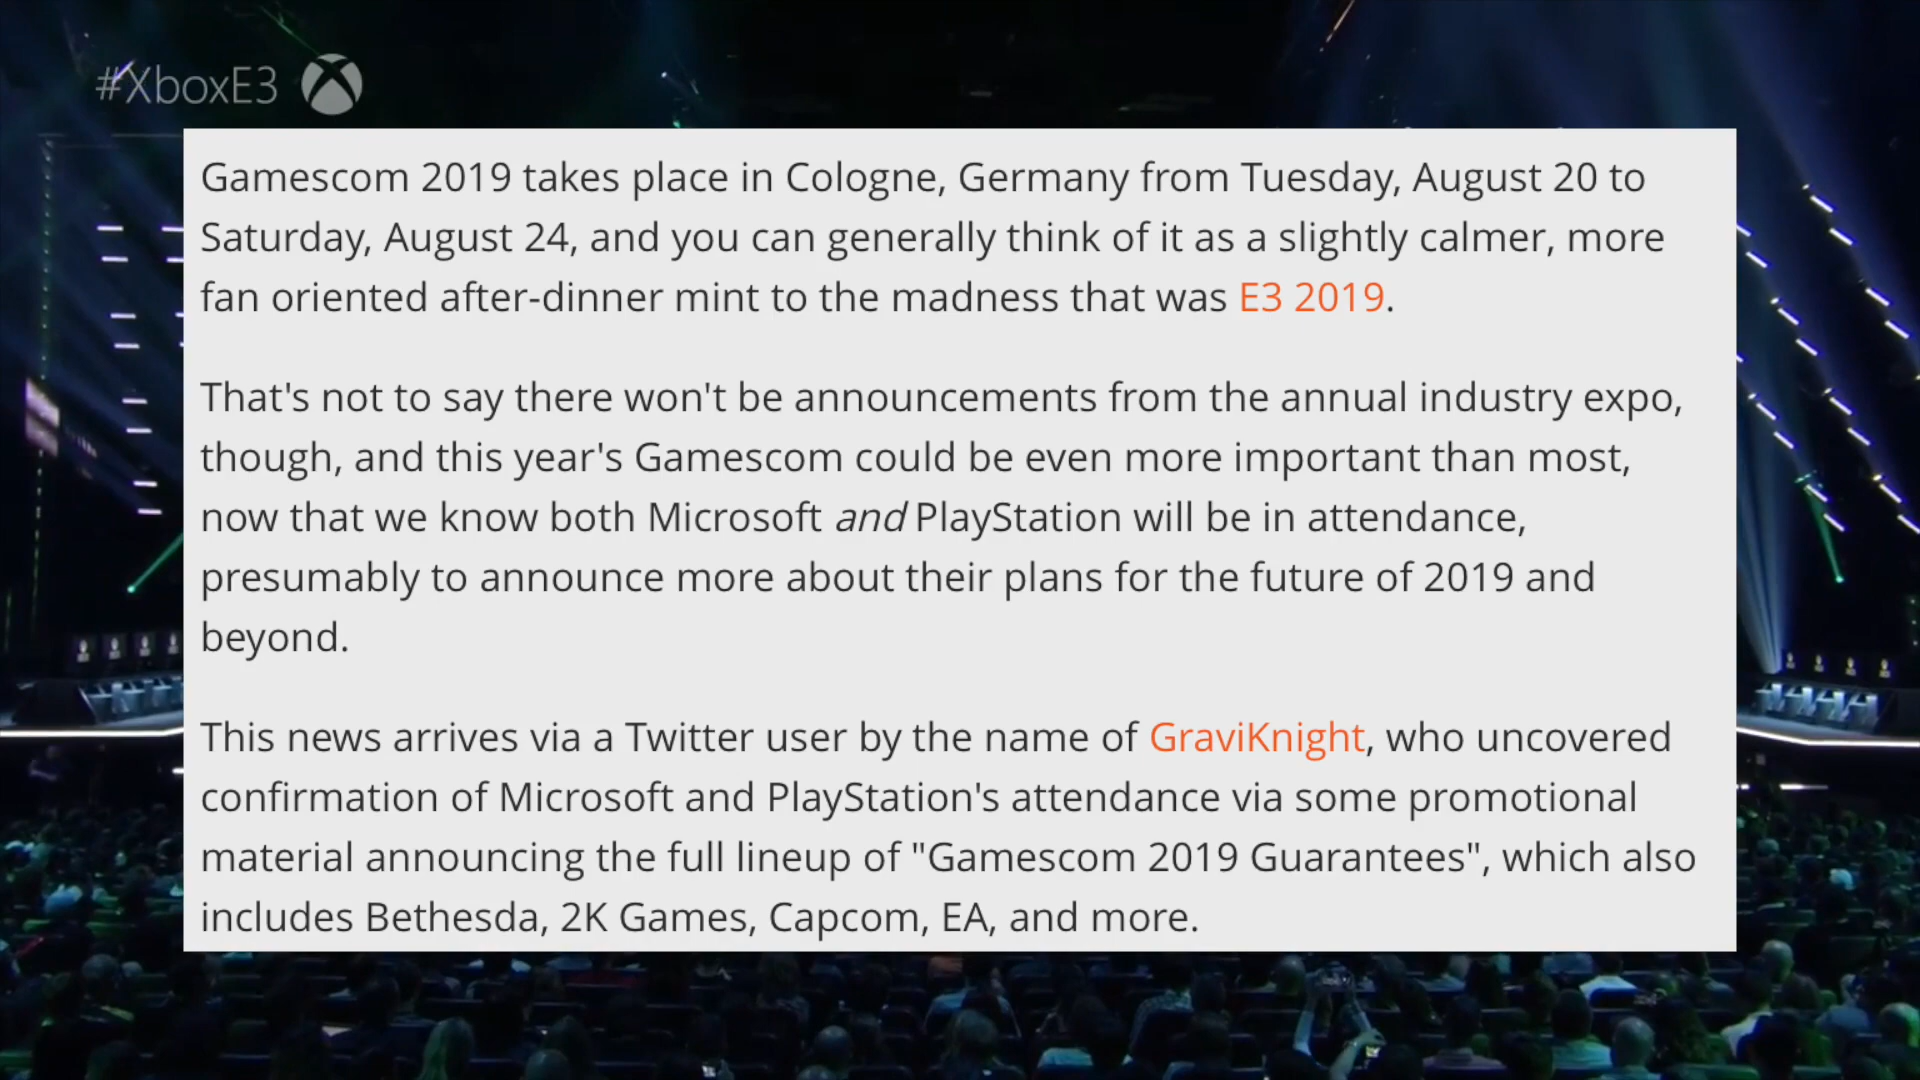 #XboxE3
Gamescom 2019 takes place in Cologne, Germany from Tuesday, August 20 to
Saturday, August 24, and you can generally think of it as a slightly calmer, more
fan oriented after-dinner mint to the madness that was E3 2019.
That's not to say there won't be announcements from the annual industry expo,
though, and this year's Gamescom could be even more important than most,
now that we know both Microsoft and PlayStation will be in attendance,
presumably to announce more about their plans for the future of 2019 and
beyond.
This news arrives via a Twitter user by the name of GraviKnight, who uncovered
confirmation of Microsoft and PlayStation's attendance via some promotional
material announcing the full lineup of "Gamescom 2019 Guarantees", which also
includes Bethesda, 2K Games, Capcom, EA, and more.